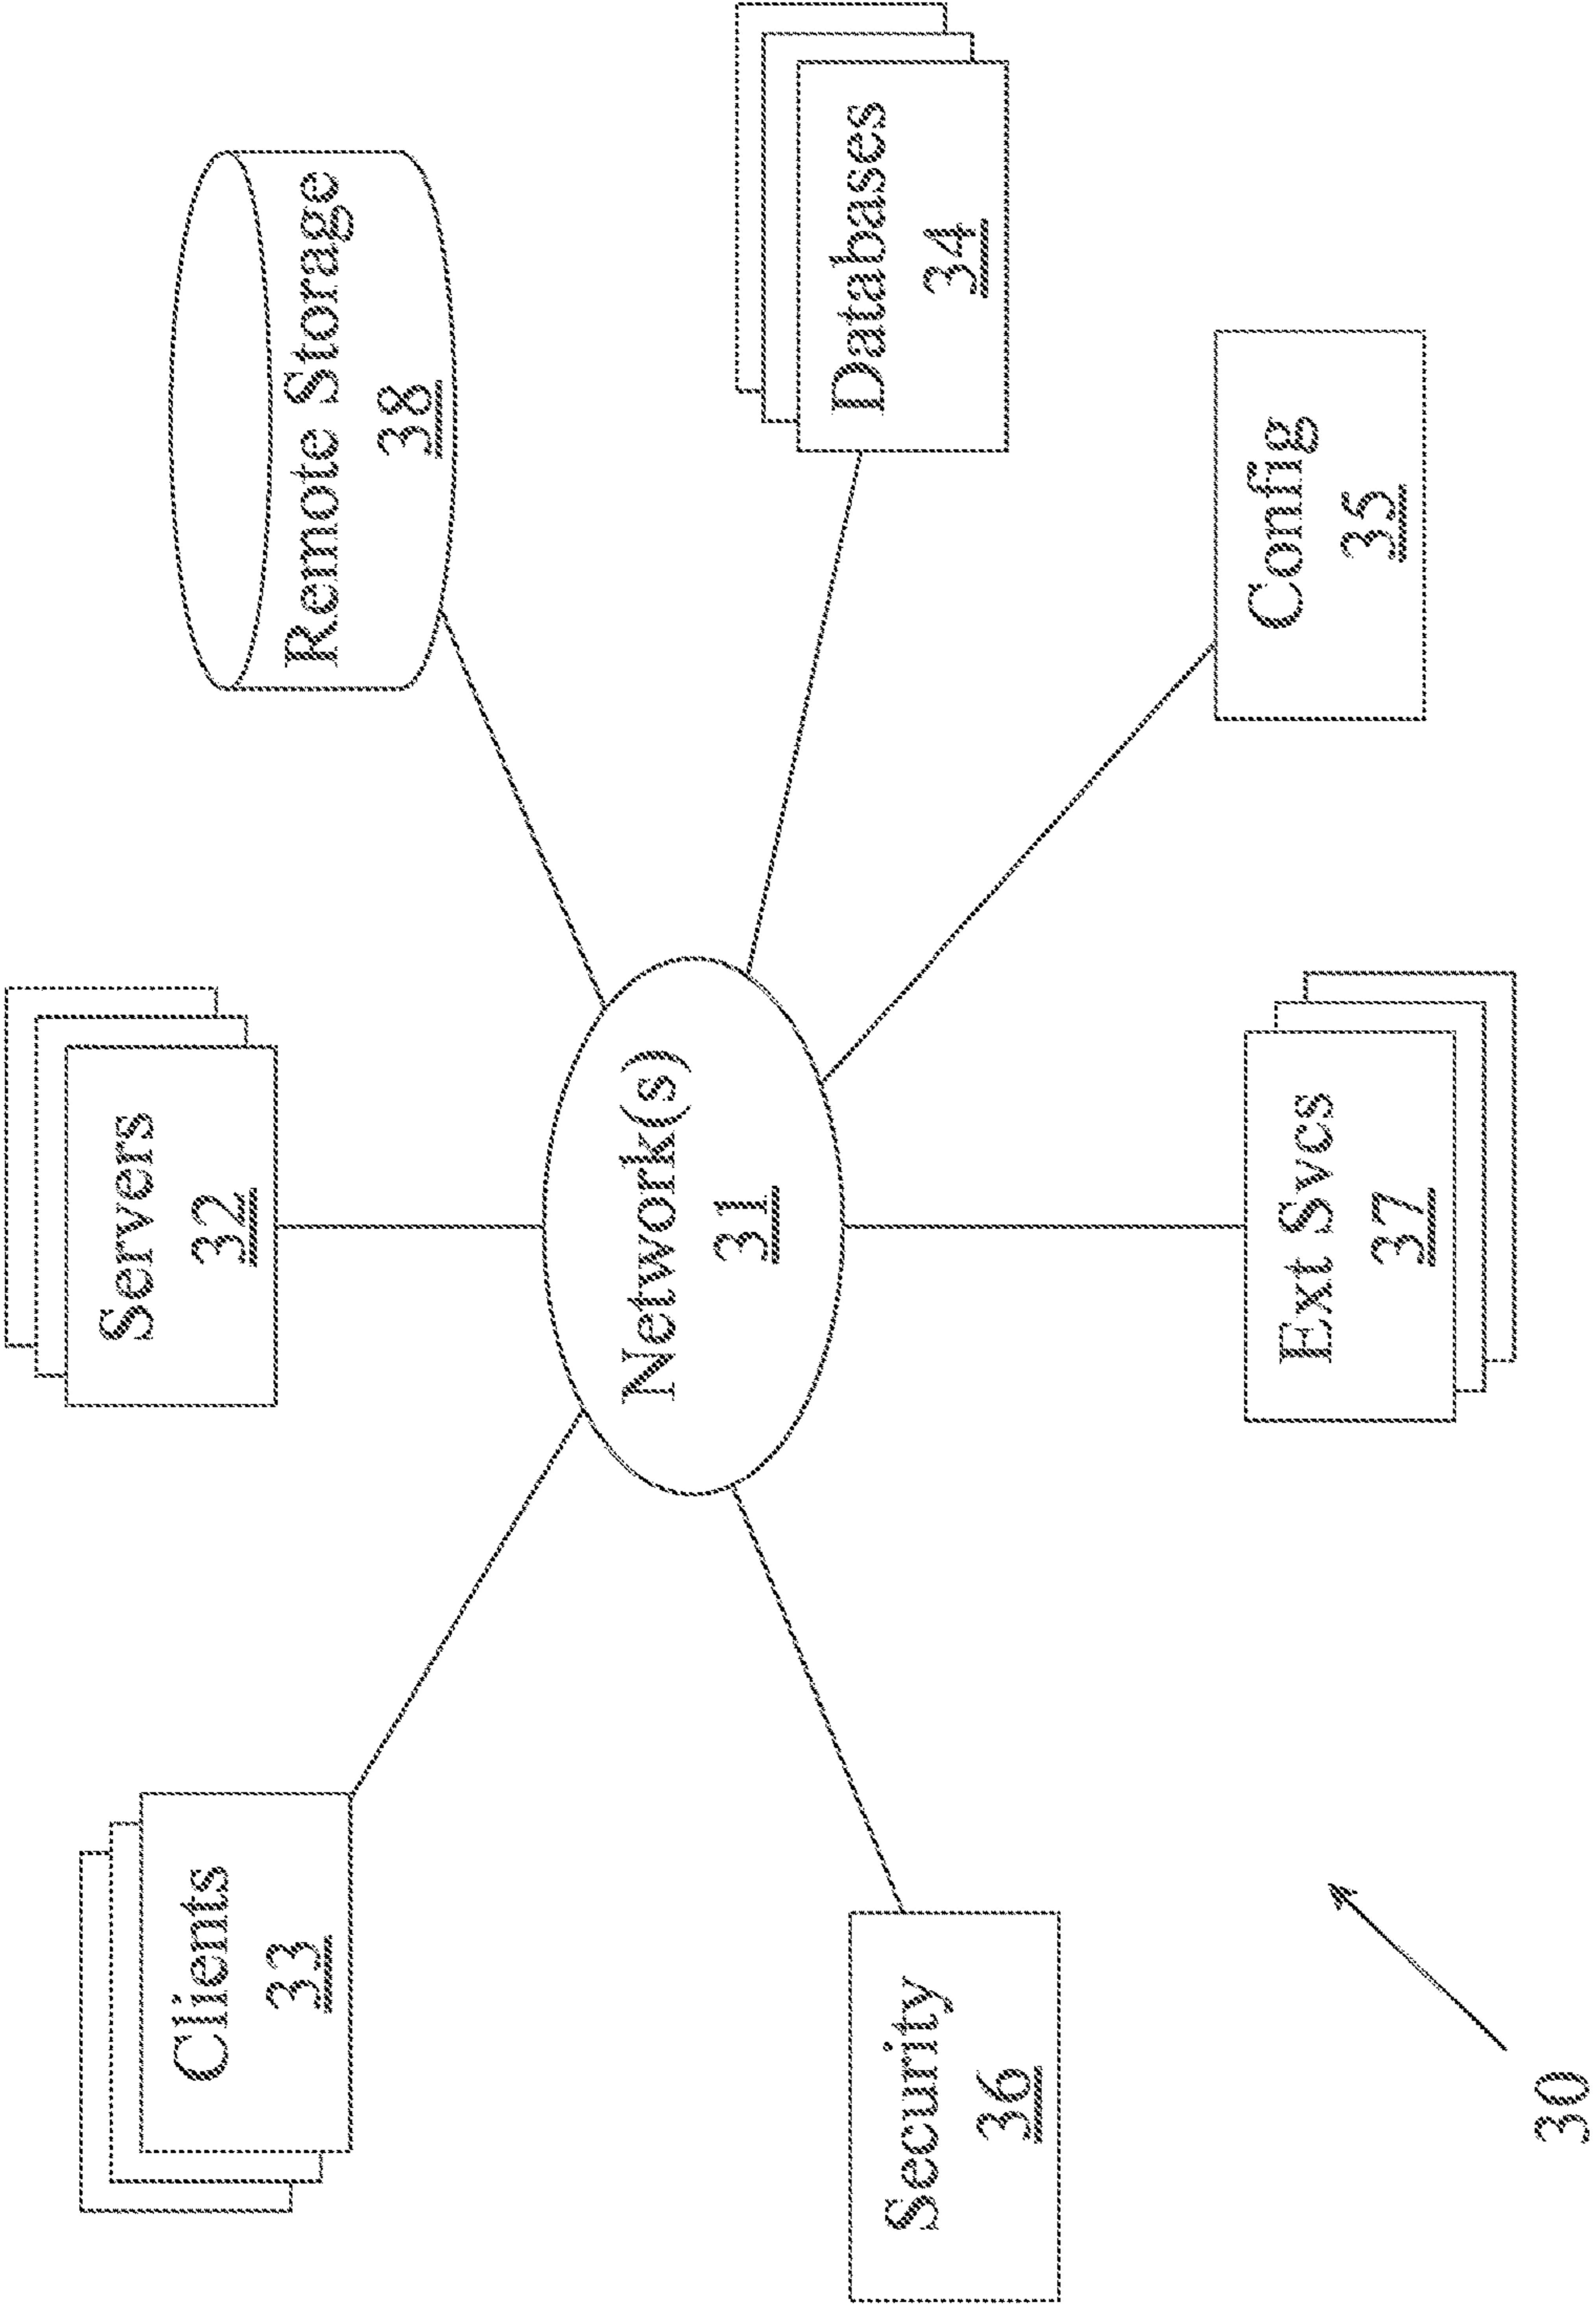 Clients
33
Servers
32
Remote Storage
38
Network(s)
31
Databases
34
Security
36
Ext Svcs
37
Config
35
30